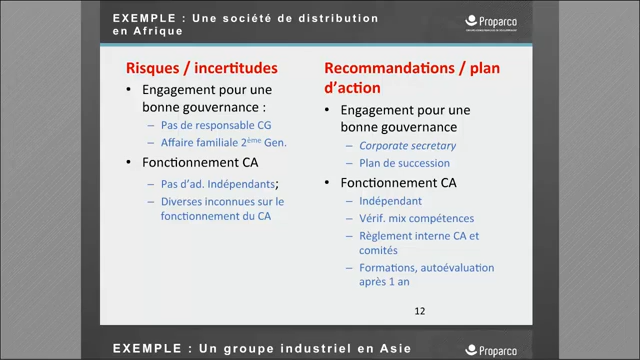 EXEMPLE : Une société de distribution
en Afrique
Proparco
Risques / incertitudes
• Engagement pour une
bonne gouvernance :
– Pas de responsable CG
– Affaire familiale 2ème Gen.
• Fonctionnement CA
– Pas d'ad. Indépendants;
– Diverses inconnues sur le
fonctionnement du CA
Recommandations / plan
d'action
• Engagement pour une
bonne gouvernance
– Corporate secretary
– Plan de succession
• Fonctionnement CA
– Indépendant
– Vérif. mix compétences
– Règlement interne CA et
comités
– Formations, autoévaluation
après 1 an
12
EXEMPLE : Un groupe industriel en Asie
Proparco